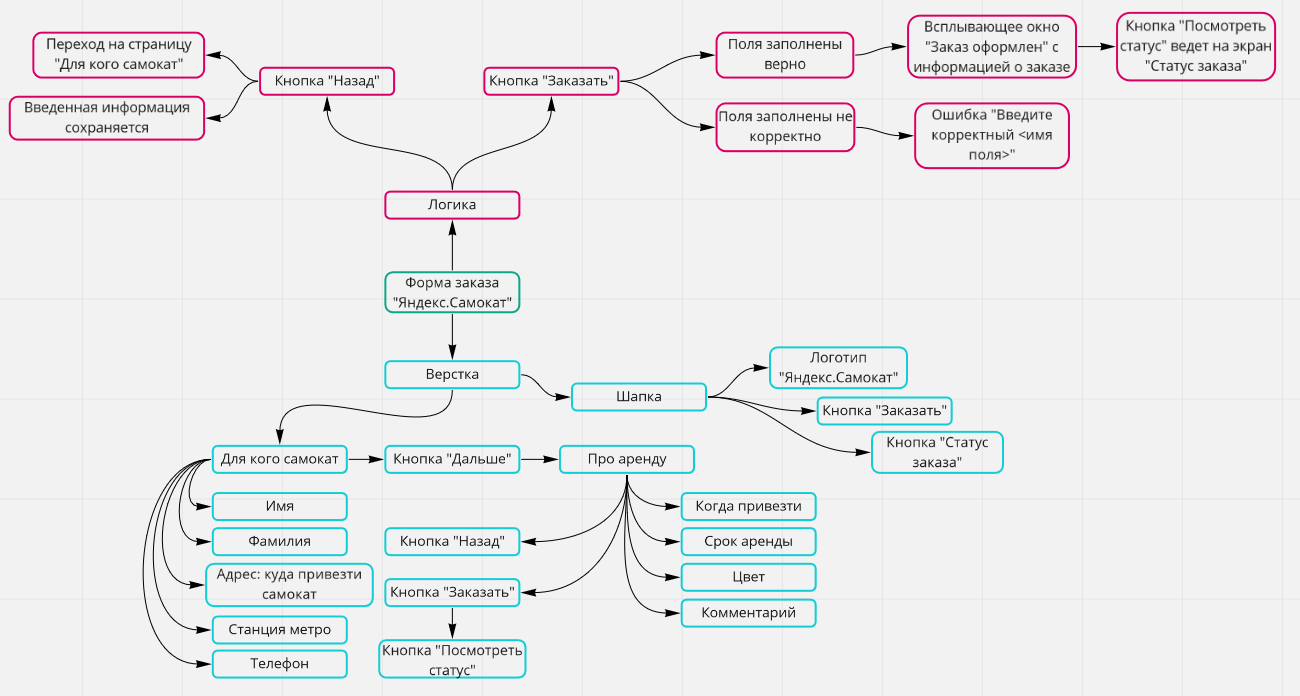 Переход на страницу
"Для кого самокат"
Введенная информация
сохраняется
Кнопка "Назад"
Кнопка "Заказать"
Поля заполнены
верно
Всплывающее окно
"Заказ оформлен" с
информацией о заказе
Кнопка "Посмотреть
статус" ведет на экран
"Статус заказа"
Поля заполнены не
корректно
Ошибка "Введите
корректный <имя
поля>"
Логика
Форма заказа
"Яндекс.Самокат"
Верстка
Шапка
Логотип
"Яндекс.Самокат"
Кнопка "Заказать"
Кнопка "Статус
заказа"
Для кого самокат
Кнопка "Дальше"
Про аренду
Имя
Фамилия
Адрес: куда привезти
самокат
Станция метро
Телефон
Кнопка "Назад"
Кнопка "Заказать"
Кнопка "Посмотреть
статус"
Когда привезти
Срок аренды
Цвет
Комментарий